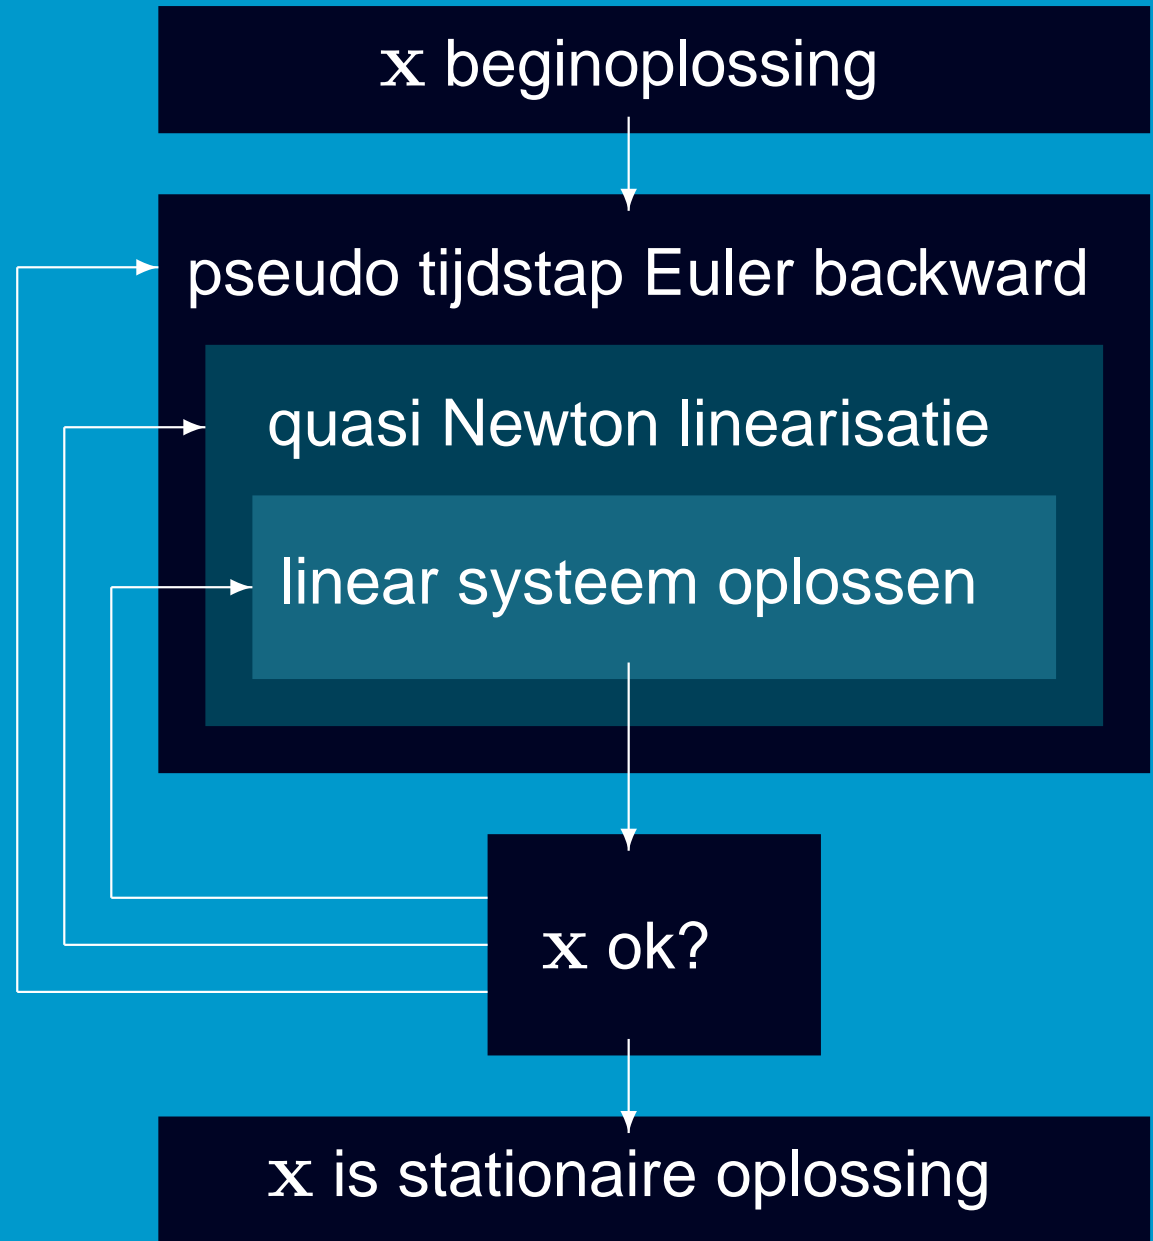 x beginoplossing
pseudo tijdstap Euler backward
quasi Newton linearisatie
linear systeem oplossen
x ok?
x is stationaire oplossing